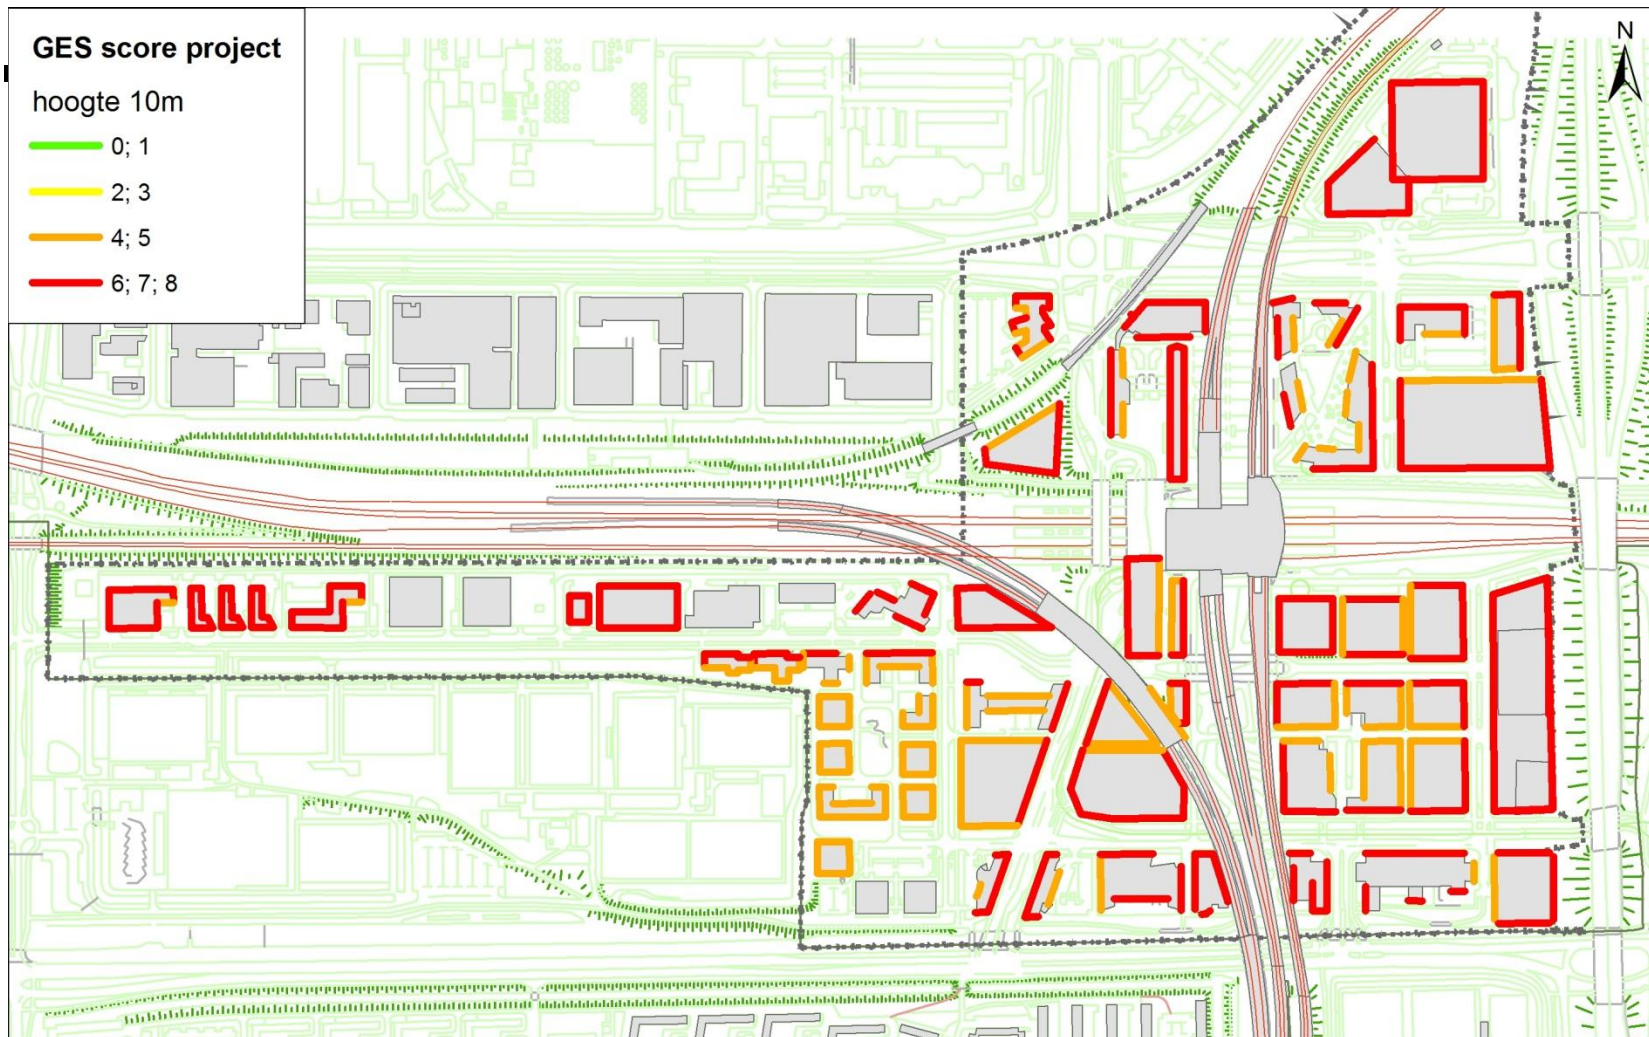 GES score project
hoogte 10m
0; 1
2; 3
4; 5
6; 7; 8
N